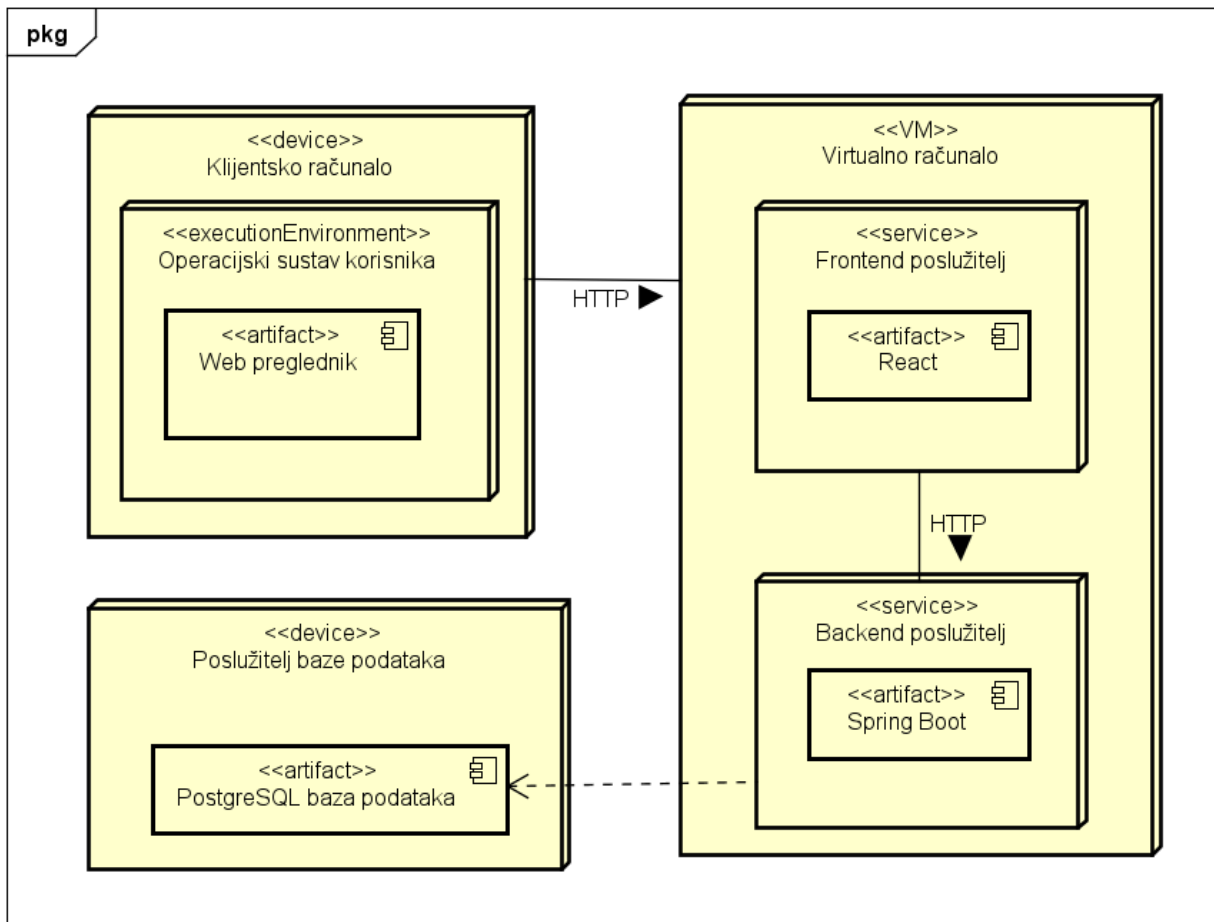 pkg
<<device>>
Klijentsko računalo
<<executionEnvironment>>
Operacijski sustav korisnika
<<artifact>>
Web preglednik
HTTP
<<VM>>
Virtualno računalo
<<service>>
Frontend poslužitelj
<<artifact>>
React
HTTP
<<service>>
Backend poslužitelj
<<artifact>>
Spring Boot
<<device>>
Poslužitelj baze podataka
<<artifact>>
PostgreSQL baza podataka